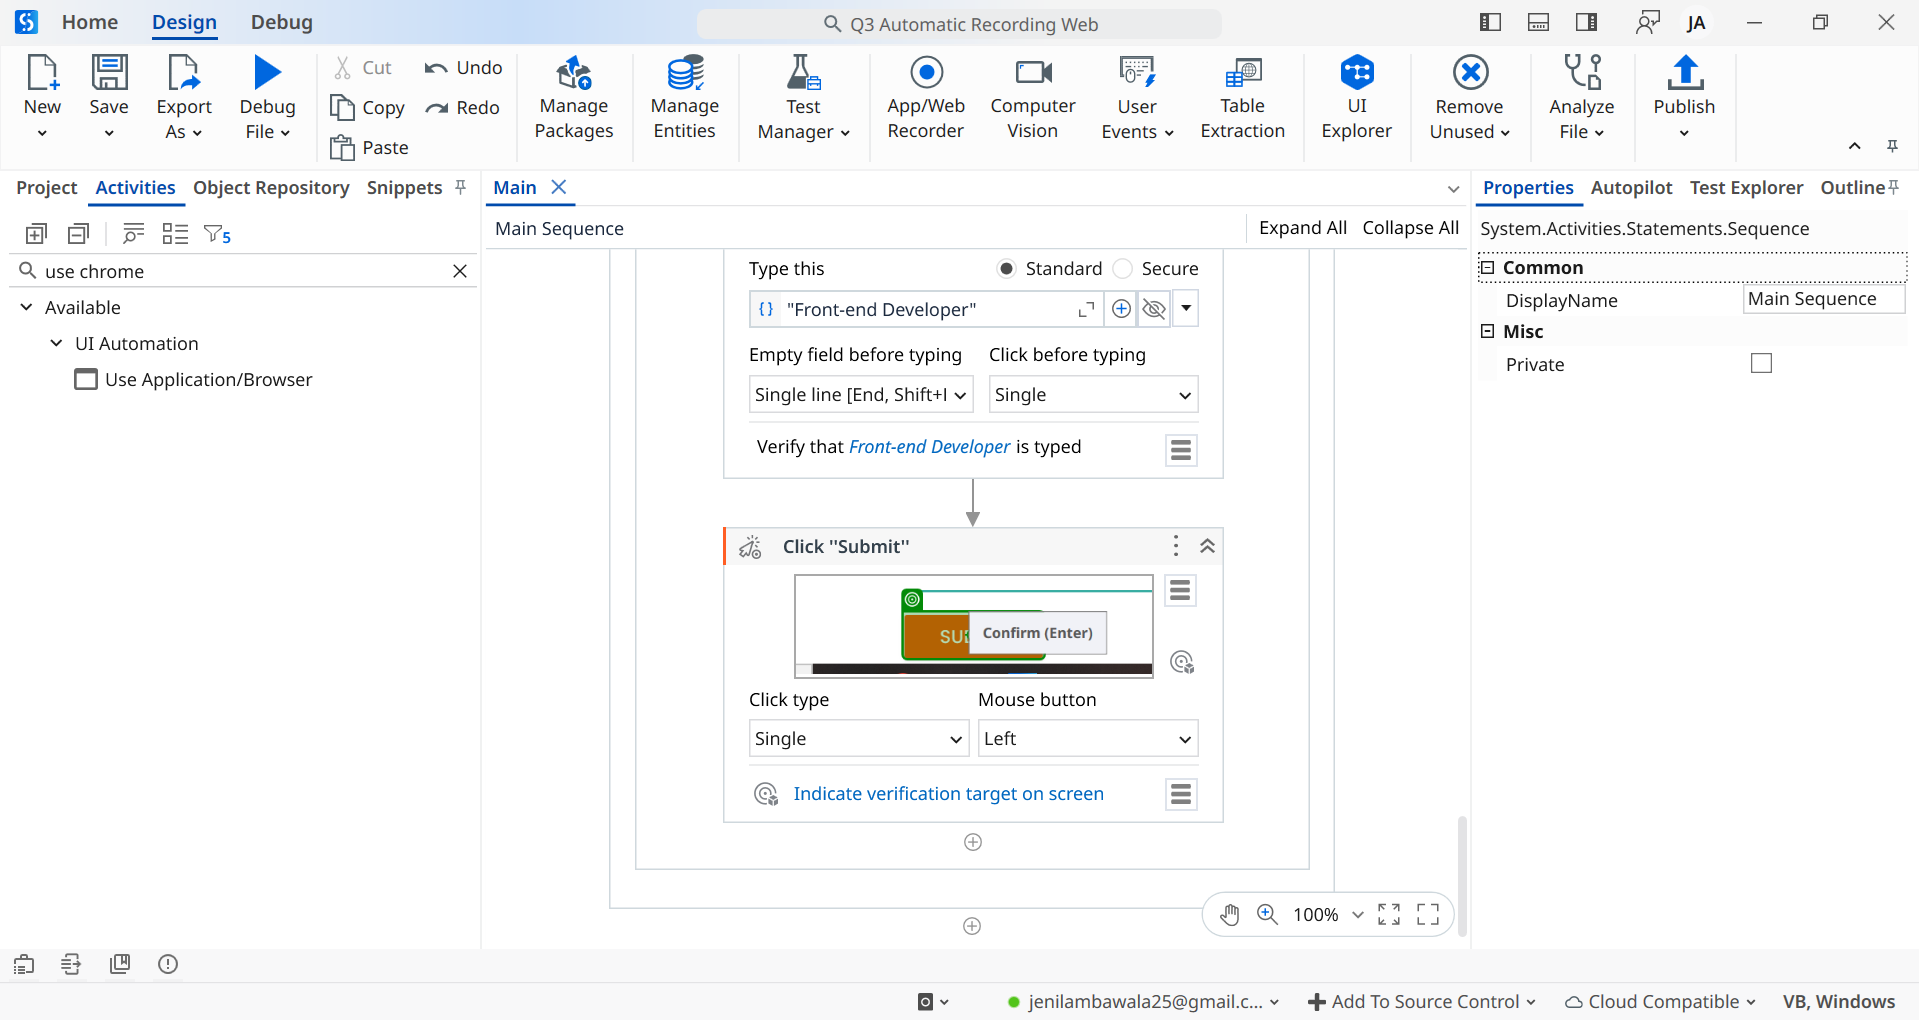 Home
Design
Debug
Q3 Automatic Recording Web
JA
New
Save
Export As
Debug File
Cut
Copy
Paste
Undo
Redo
Manage Packages
Manage Entities
Test Manager
App/Web Recorder
Computer Vision
User Events
Table Extraction
UI Explorer
Remove Unused
Analyze File
Publish
Project
Activities
Object Repository
Snippets
Main
Properties
Autopilot
Test Explorer
Outline
5
use chrome
Available
UI Automation
Use Application/Browser
Main Sequence
Expand All
Collapse All
Type this
Standard
Secure
"Front-end Developer"
Empty field before typing
Click before typing
Single line [End, Shift+
Single
Verify that Front-end Developer is typed
Click "Submit"
SU
Confirm (Enter)
Click type
Mouse button
Single
Left
Indicate verification target on screen
100%
System.Activities.Statements.Sequence
Common
DisplayName
Main Sequence
Misc
Private
jenilambawala25@gmail.c...
Add To Source Control
Cloud Compatible
VB, Windows